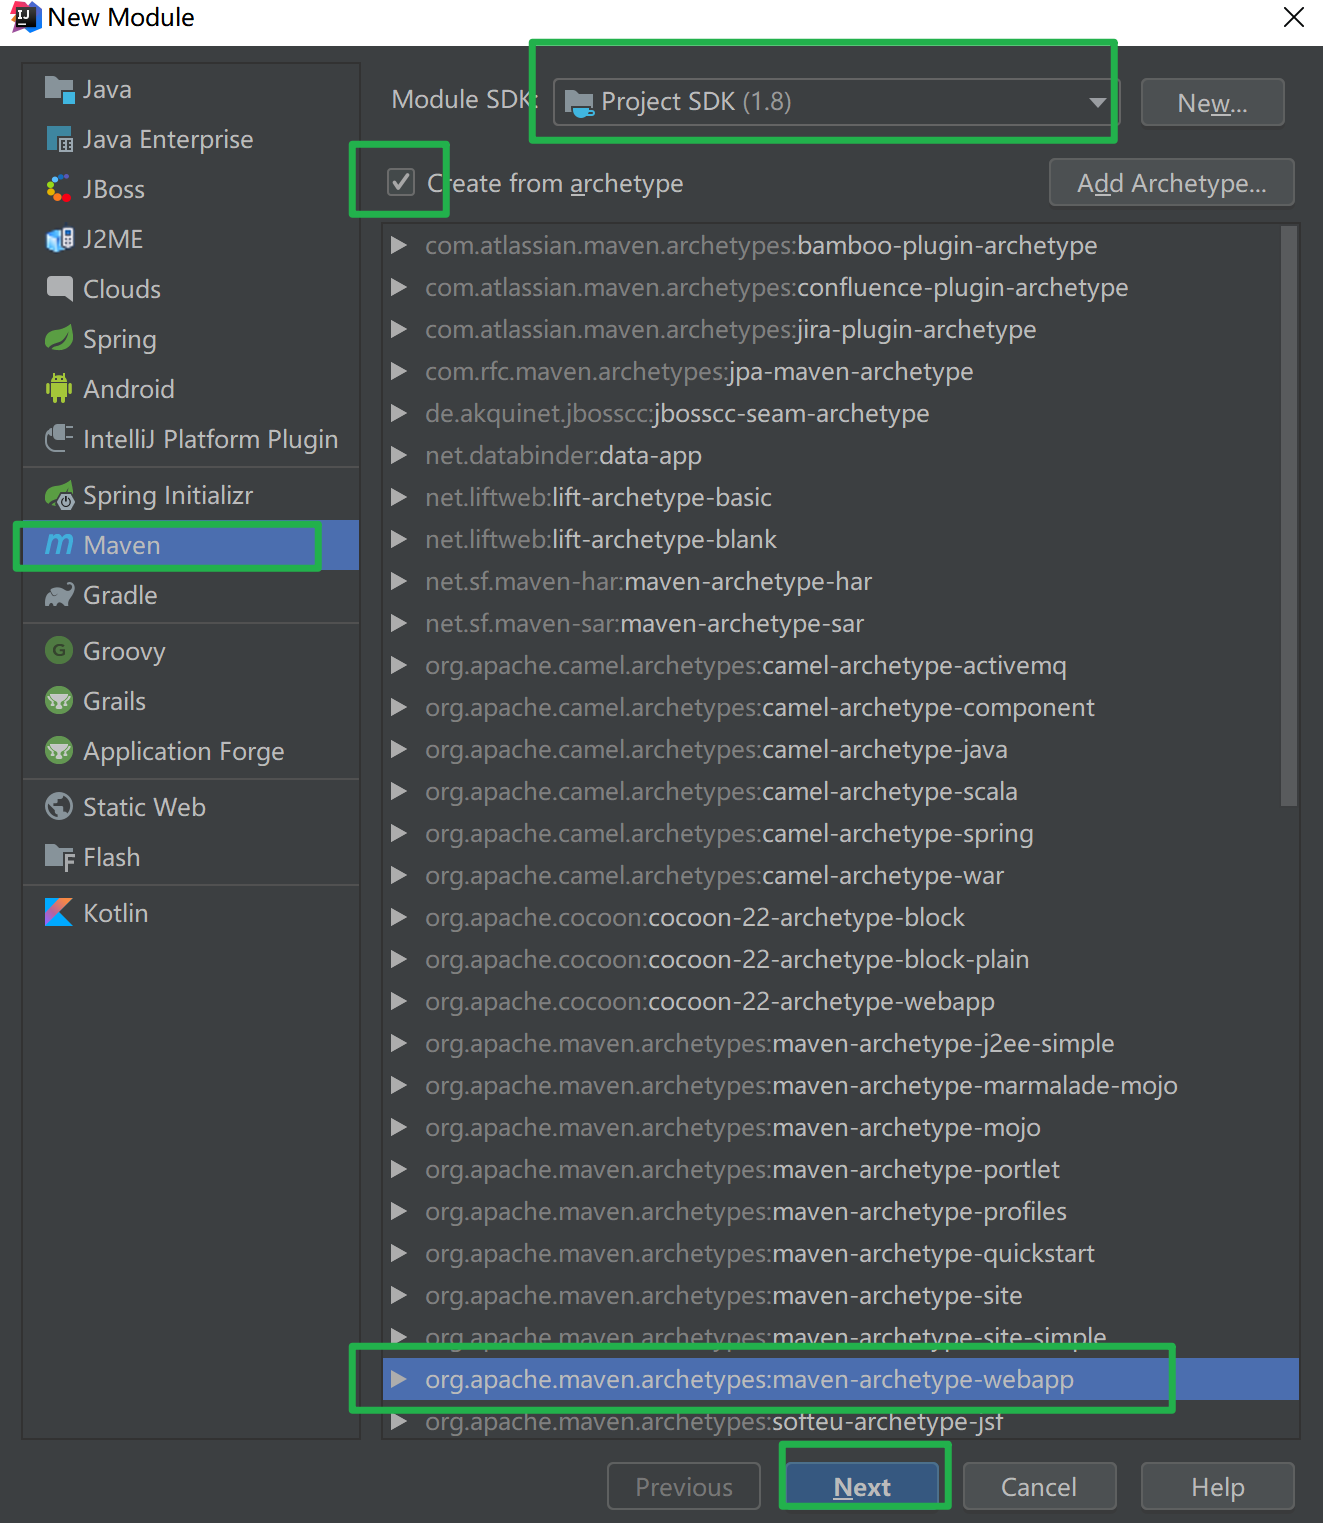 New Module
Java
Java Enterprise
JBoss
J2ME
Clouds
Spring
Android
IntelliJ Platform Plugin
Spring Initializr
Maven
Gradle
Groovy
Grails
Application Forge
Static Web
Flash
Kotlin
Module SDK: Project SDK (1.8) New...
Create from archetype Add Archetype...
com.atlassian.maven.archetypes:bamboo-plugin-archetype
com.atlassian.maven.archetypes:confluence-plugin-archetype
com.atlassian.maven.archetypes:jira-plugin-archetype
com.rfc.maven.archetypes:jpa-maven-archetype
de.akquinet.jbosscc:jbosscc-seam-archetype
net.databinder:data-app
net.liftweb:lift-archetype-basic
net.liftweb:lift-archetype-blank
net.sf.maven-har:maven-archetype-har
net.sf.maven-sar:maven-archetype-sar
org.apache.camel.archetypes:camel-archetype-activemq
org.apache.camel.archetypes:camel-archetype-component
org.apache.camel.archetypes:camel-archetype-java
org.apache.camel.archetypes:camel-archetype-scala
org.apache.camel.archetypes:camel-archetype-spring
org.apache.camel.archetypes:camel-archetype-war
org.apache.cocoon:cocoon-22-archetype-block
org.apache.cocoon:cocoon-22-archetype-block-plain
org.apache.cocoon:cocoon-22-archetype-webapp
org.apache.maven.archetypes:maven-archetype-j2ee-simple
org.apache.maven.archetypes:maven-archetype-marmalade-mojo
org.apache.maven.archetypes:maven-archetype-mojo
org.apache.maven.archetypes:maven-archetype-portlet
org.apache.maven.archetypes:maven-archetype-profiles
org.apache.maven.archetypes:maven-archetype-quickstart
org.apache.maven.archetypes:maven-archetype-site
org.apache.maven.archetypes:maven-archetype-site-simple
org.apache.maven.archetypes:maven-archetype-webapp
org.apache.maven.archetypes:softeu-archetype-jsf
Previous Next Cancel Help